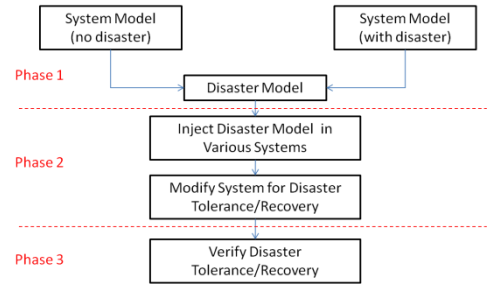 System Model
(no disaster)
System Model
(with disaster)
Phase 1
Disaster Model
Inject Disaster Model in
Various Systems
Phase 2
Modify System for Disaster
Tolerance/Recovery
Phase 3
Verify Disaster
Tolerance/Recovery